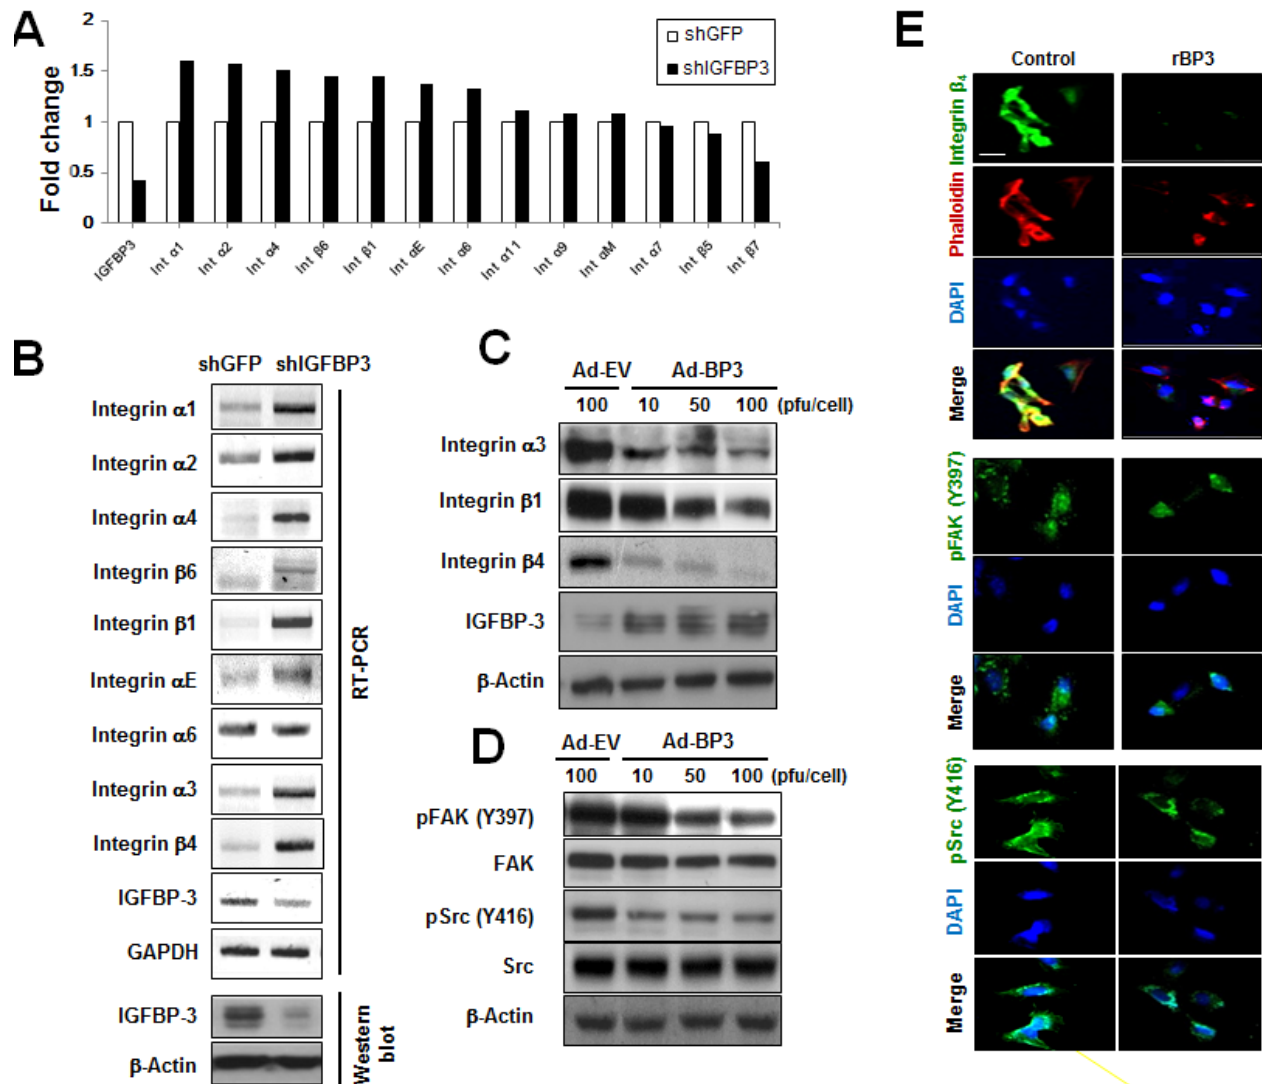 A
2
1.5
1
0.5
0
Fold change
shGFP
shIGFBP3
IGFBP3
Int α1
Int α2
Int α4
Int β6
Int β1
Int αE
Int α6
Int α11
Int α9
Int αM
Int α7
Int β5
Int β7
B
shGFP shIGFBP3
Integrin α1
Integrin α2
Integrin α4
Integrin β6
Integrin β1
Integrin αE
Integrin α6
Integrin α3
Integrin β4
IGFBP-3
GAPDH
RT-PCR
IGFBP-3
β-Actin
Western
blot
C
Ad-EV Ad-BP3
100 10 50 100 (pfu/cell)
Integrin α3
Integrin β1
Integrin β4
IGFBP-3
β-Actin
D
Ad-EV Ad-BP3
100 10 50 100 (pfu/cell)
pFAK (Y397)
FAK
pSrc (Y416)
Src
β-Actin
E
Control rBP3
Integrin β4
Phalloidin
DAPI
Merge
pFAK (Y397)
DAPI
Merge
pSrc (Y416)
DAPI
Merge